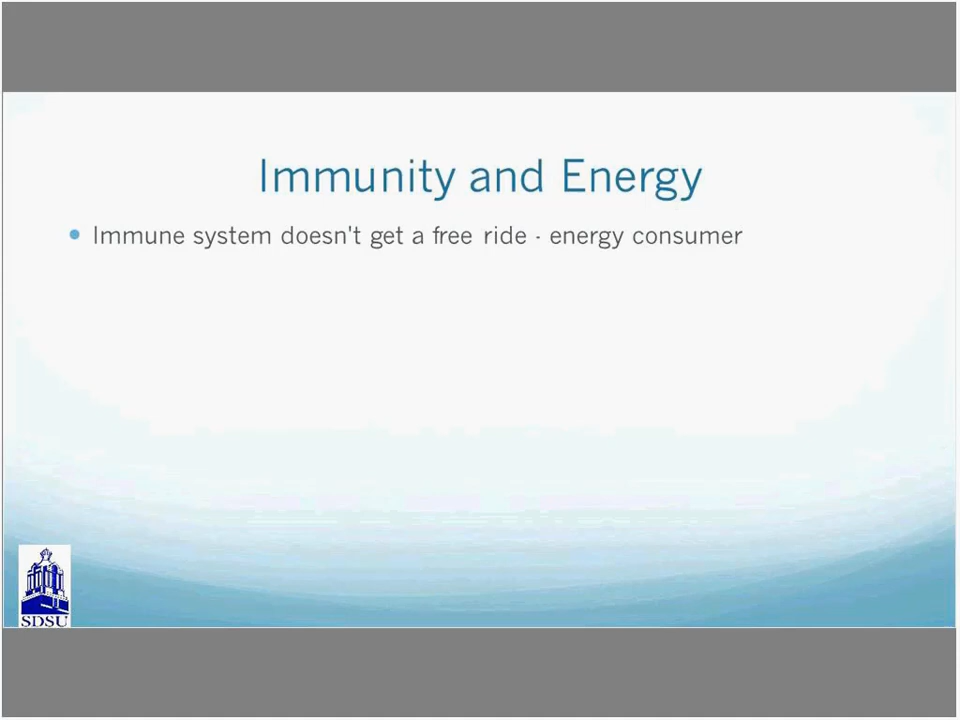 Immunity and Energy
Immune system doesn't get a free ride - energy consumer
SDSU